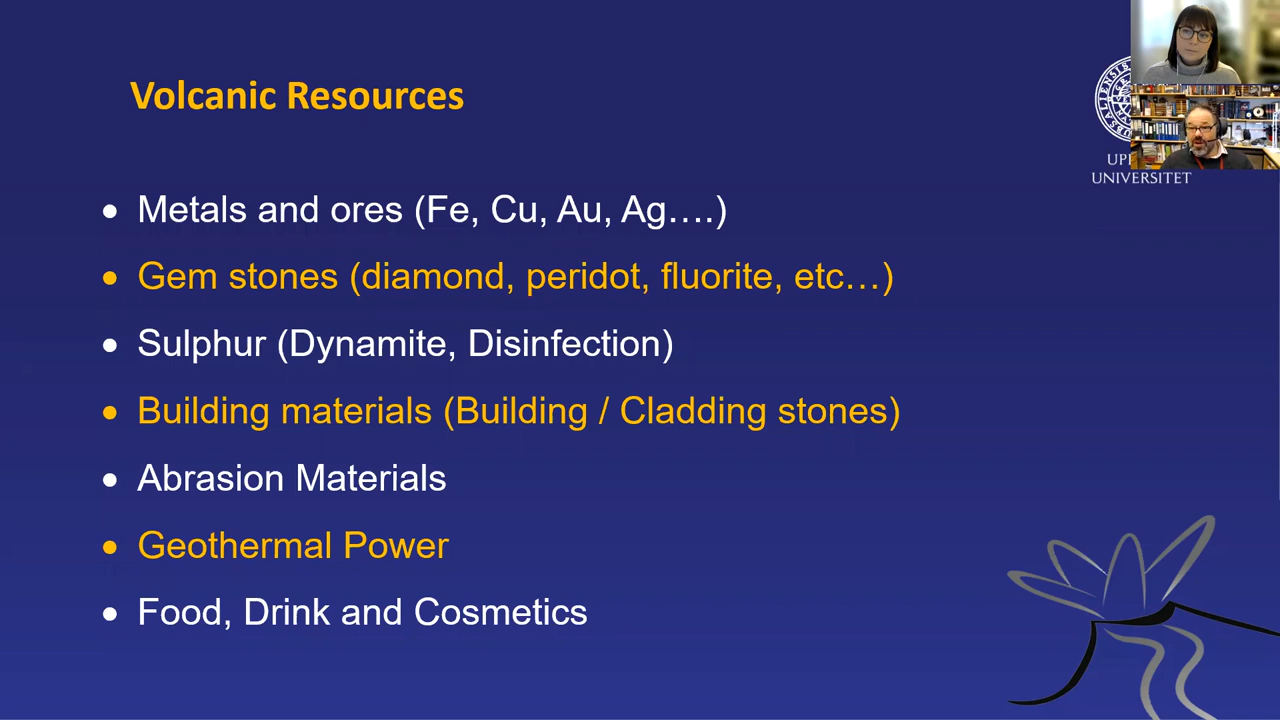 Volcanic Resources
• Metals and ores (Fe, Cu, Au, Ag….)
• Gem stones (diamond, peridot, fluorite, etc…)
• Sulphur (Dynamite, Disinfection)
• Building materials (Building / Cladding stones)
• Abrasion Materials
• Geothermal Power
• Food, Drink and Cosmetics
UNIVERSITET